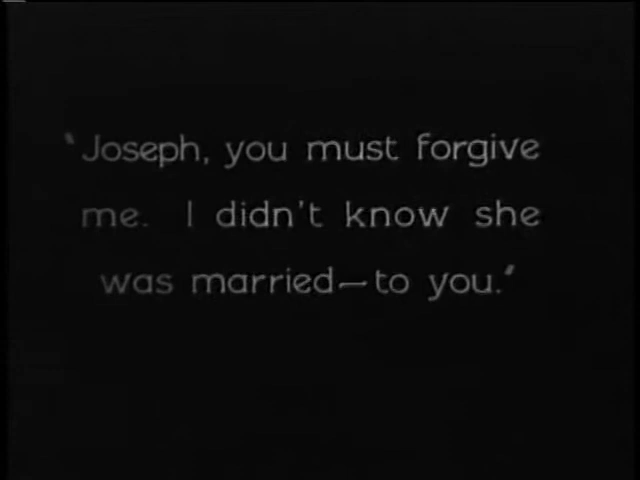 "Joseph, you must forgive
me. I didn't know she
was married—to you."